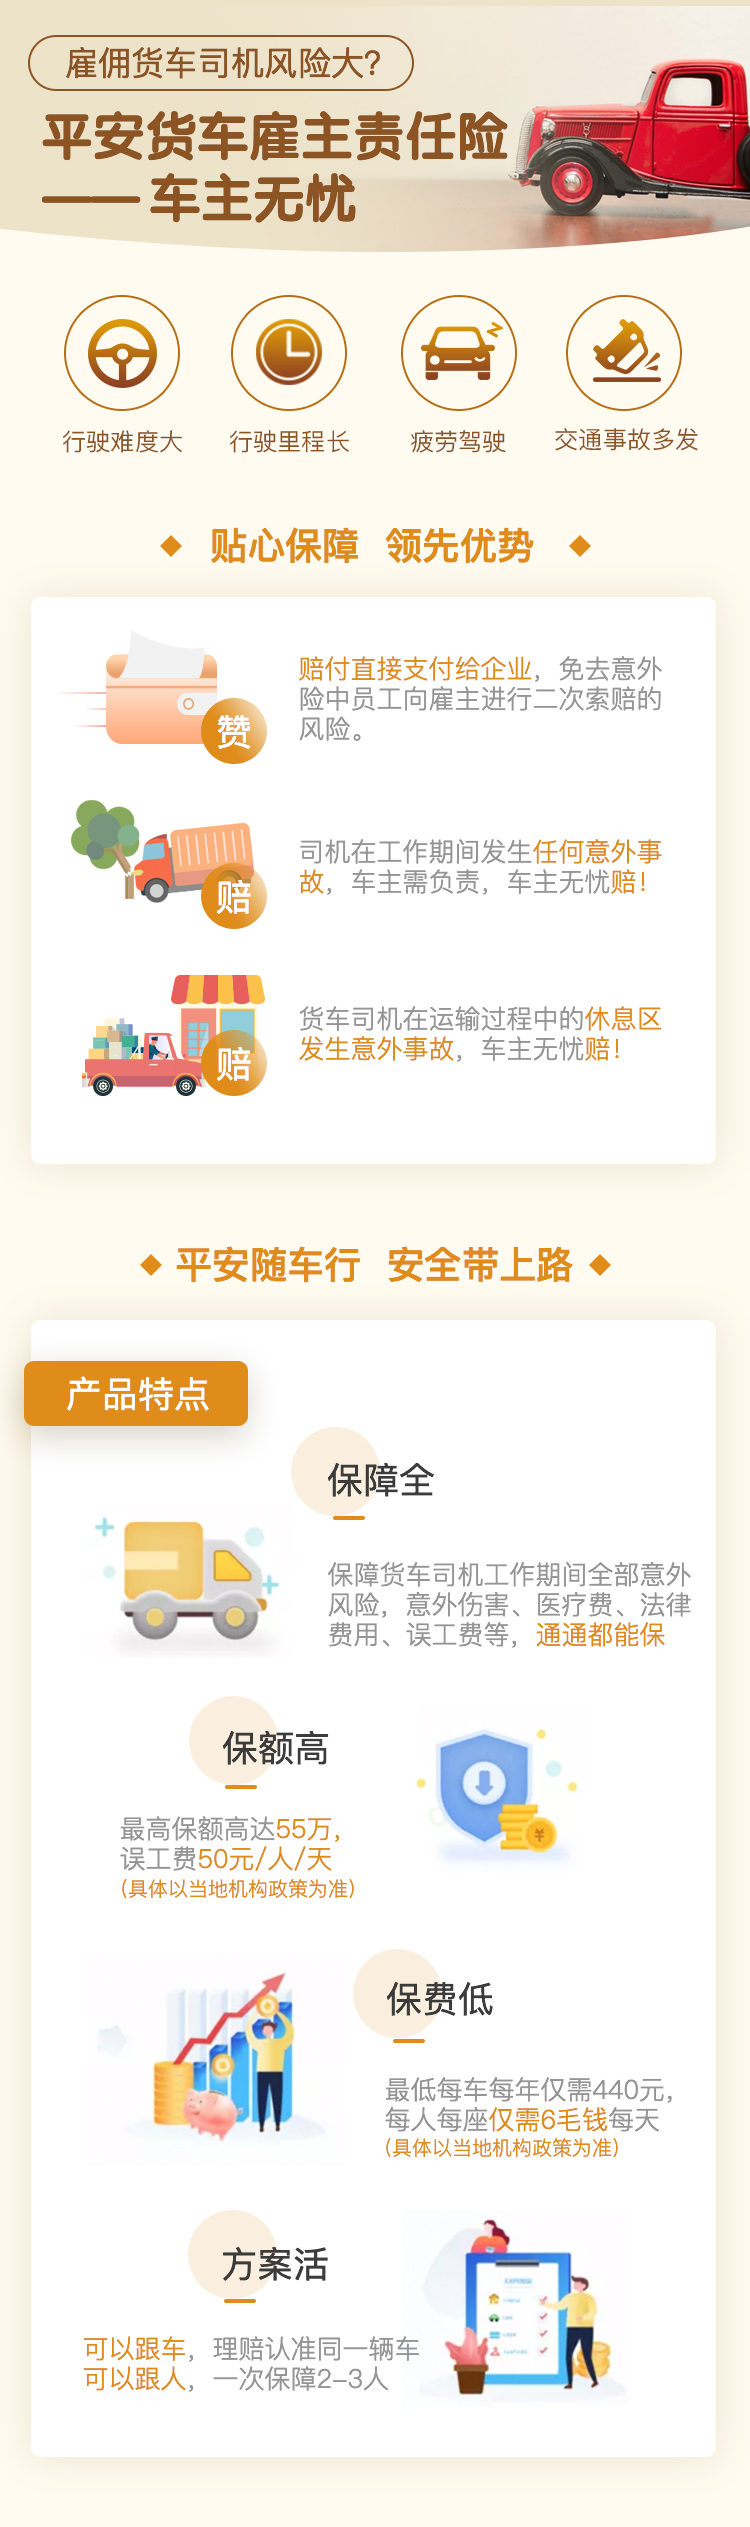 雇佣货车司机风险大?
平安货车雇主责任险
—— 车主无忧
行驶难度大
行驶里程长
疲劳驾驶
交通事故多发
贴心保障 领先优势
赞
赔付直接支付给企业，免去意外
险中员工向雇主进行二次索赔的
风险。
赔
司机在工作期间发生任何意外事
故，车主需负责，车主无忧赔！
赔
货车司机在运输过程中的休息区
发生意外事故，车主无忧赔！
平安随车行 安全带上路
产品特点
保障全
保障货车司机工作期间全部意外
风险，意外伤害、医疗费、法律
费用、误工费等，通通都能保
保额高
最高保额高达55万，
误工费50元/人/天
(具体以当地机构政策为准)
¥
保费低
最低每车每年仅需440元，
每人每座仅需6毛钱每天
(具体以当地机构政策为准)
方案活
可以跟车，理赔认准同一辆车
可以跟人，一次保障2-3人
EXPENSE